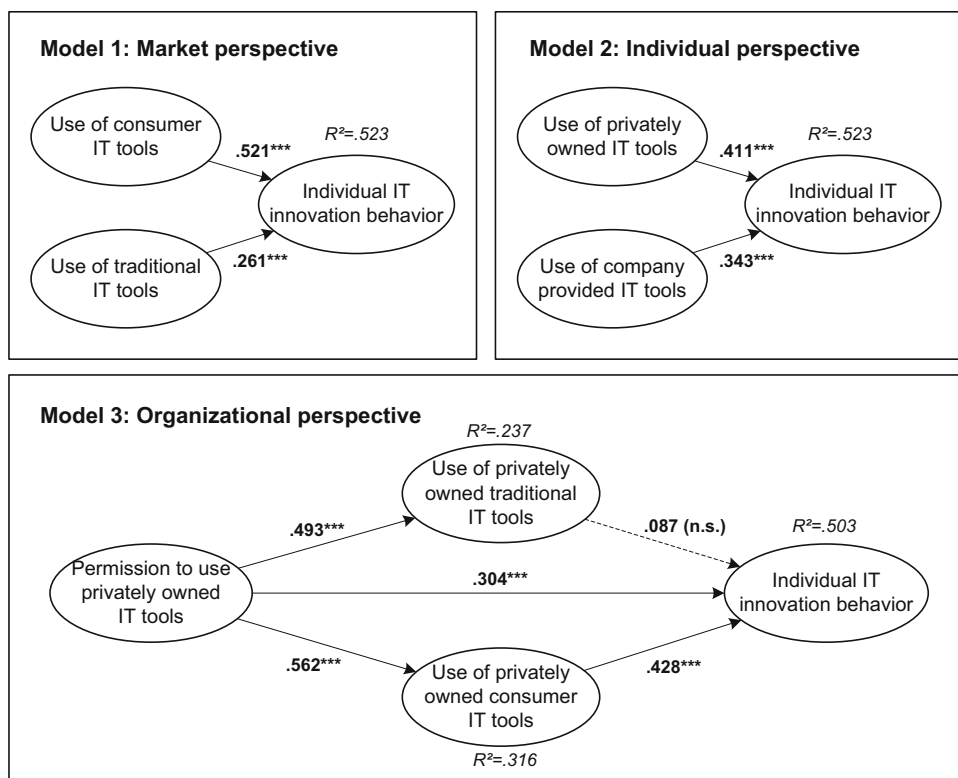 Model 1: Market perspective
Use of consumer
IT tools
R²=.523
.521***
Individual IT
innovation behavior
Use of traditional
IT tools
.261***
Model 2: Individual perspective
Use of privately
owned IT tools
R²=.523
.411***
Individual IT
innovation behavior
Use of company
provided IT tools
.343***
Model 3: Organizational perspective
R²=.237
Use of privately
owned traditional
IT tools
.493***
.087 (n.s.)
R²=.503
Permission to use
privately owned
IT tools
.304***
Individual IT
innovation behavior
.562***
Use of privately
owned consumer
IT tools
.428***
R²=.316